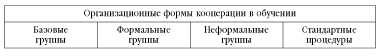 Организационные формы кооперации в обучении
Базовые Формальные Неформальные Стандартные
группы группы группы процедуры